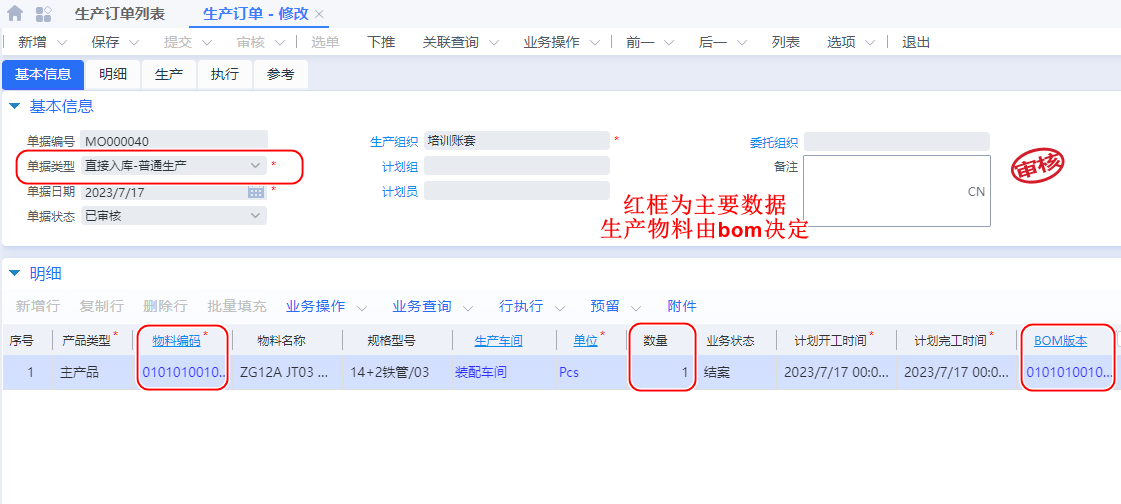 生产订单列表 生产订单 - 修改 ×
新增 保存 提交 审核 选单 下推 关联查询 业务操作 前一 后一 列表 选项 退出
基本信息 明细 生产 执行 参考
基本信息
单据编号 MO000040 生产组织 培训账套 * 委托组织
单据类型 直接入库-普通生产 * 计划组 备注
单据日期 2023/7/17 * 计划员 CN
单据状态 已审核
审核
红框为主要数据
生产物料由bom决定
明细
新增行 复制行 删除行 批量填充 业务操作 业务查询 行执行 预留 附件
序号 产品类型* 物料编码* 物料名称 规格型号 生产车间 单位* 数量 业务状态 计划开工时间* 计划完工时间* BOM版本
1 主产品 0101010010... ZG12A JT03 ... 14+2铁管/03 装配车间 Pcs 1 结案 2023/7/17 00:0... 2023/7/17 00:0... 0101010010...